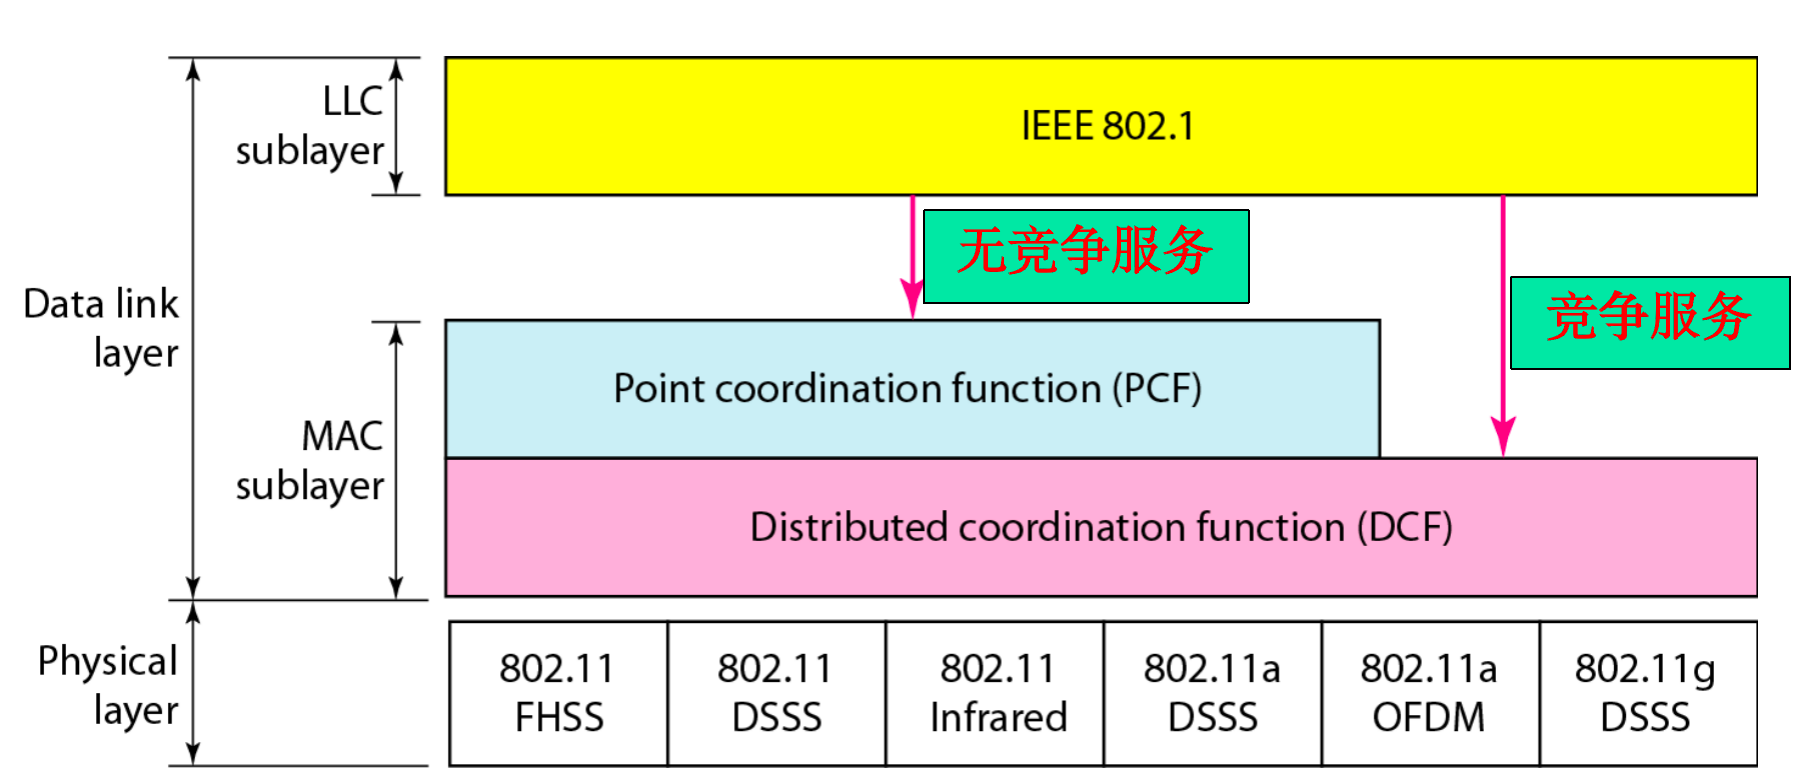 LLC
sublayer
IEEE 802.1
无竞争服务
竞争服务
Data link
layer
Point coordination function (PCF)
MAC
sublayer
Distributed coordination function (DCF)
Physical
layer
802.11
FHSS
802.11
DSSS
802.11
Infrared
802.11a
DSSS
802.11a
OFDM
802.11g
DSSS